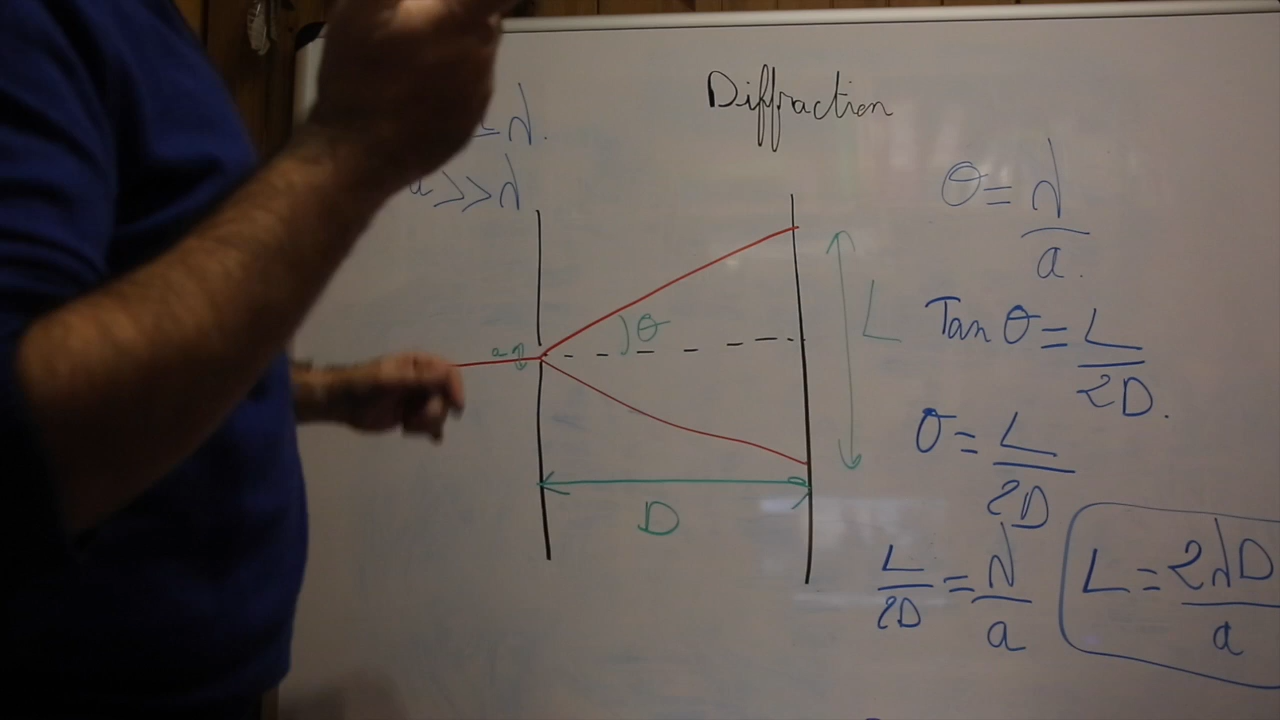 Diffraction
λ.
a >> λ
θ = λ/a.
a
θ
L
D
Tan θ = L/2D.
θ = L/2D
L/2D = λ/a
L = 2λD/a